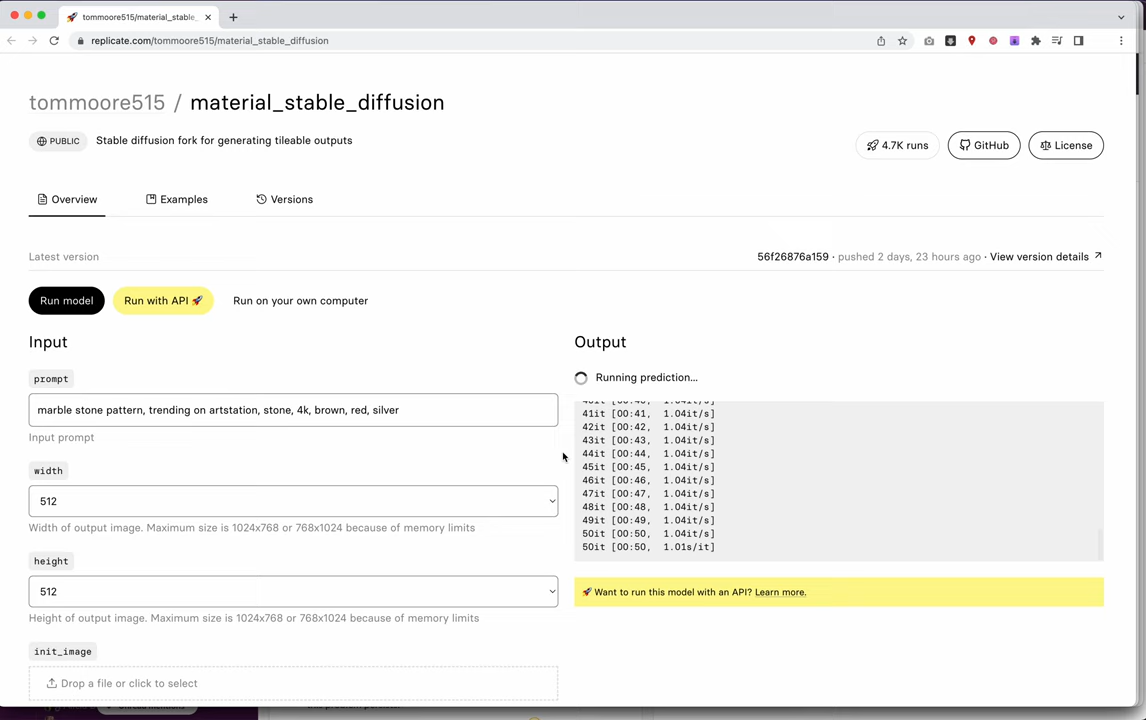 tommoore515/material_stable_
replicate.com/tommoore515/material_stable_diffusion
tommoore515 / material_stable_diffusion
PUBLIC Stable diffusion fork for generating tileable outputs
4.7K runs GitHub License
Overview Examples Versions
Latest version 56f26876a159 · pushed 2 days, 23 hours ago · View version details
Run model Run with API Run on your own computer
Input
prompt
marble stone pattern, trending on artstation, stone, 4k, brown, red, silver
Input prompt
width
512
Width of output image. Maximum size is 1024x768 or 768x1024 because of memory limits
height
512
Height of output image. Maximum size is 1024x768 or 768x1024 because of memory limits
init_image
Drop a file or click to select
Output
Running prediction...
41it [00:41, 1.04it/s]
42it [00:42, 1.04it/s]
43it [00:43, 1.04it/s]
44it [00:44, 1.04it/s]
45it [00:45, 1.04it/s]
46it [00:46, 1.04it/s]
47it [00:47, 1.04it/s]
48it [00:48, 1.04it/s]
49it [00:49, 1.04it/s]
50it [00:50, 1.04it/s]
50it [00:50, 1.01s/it]
Want to run this model with an API? Learn more.